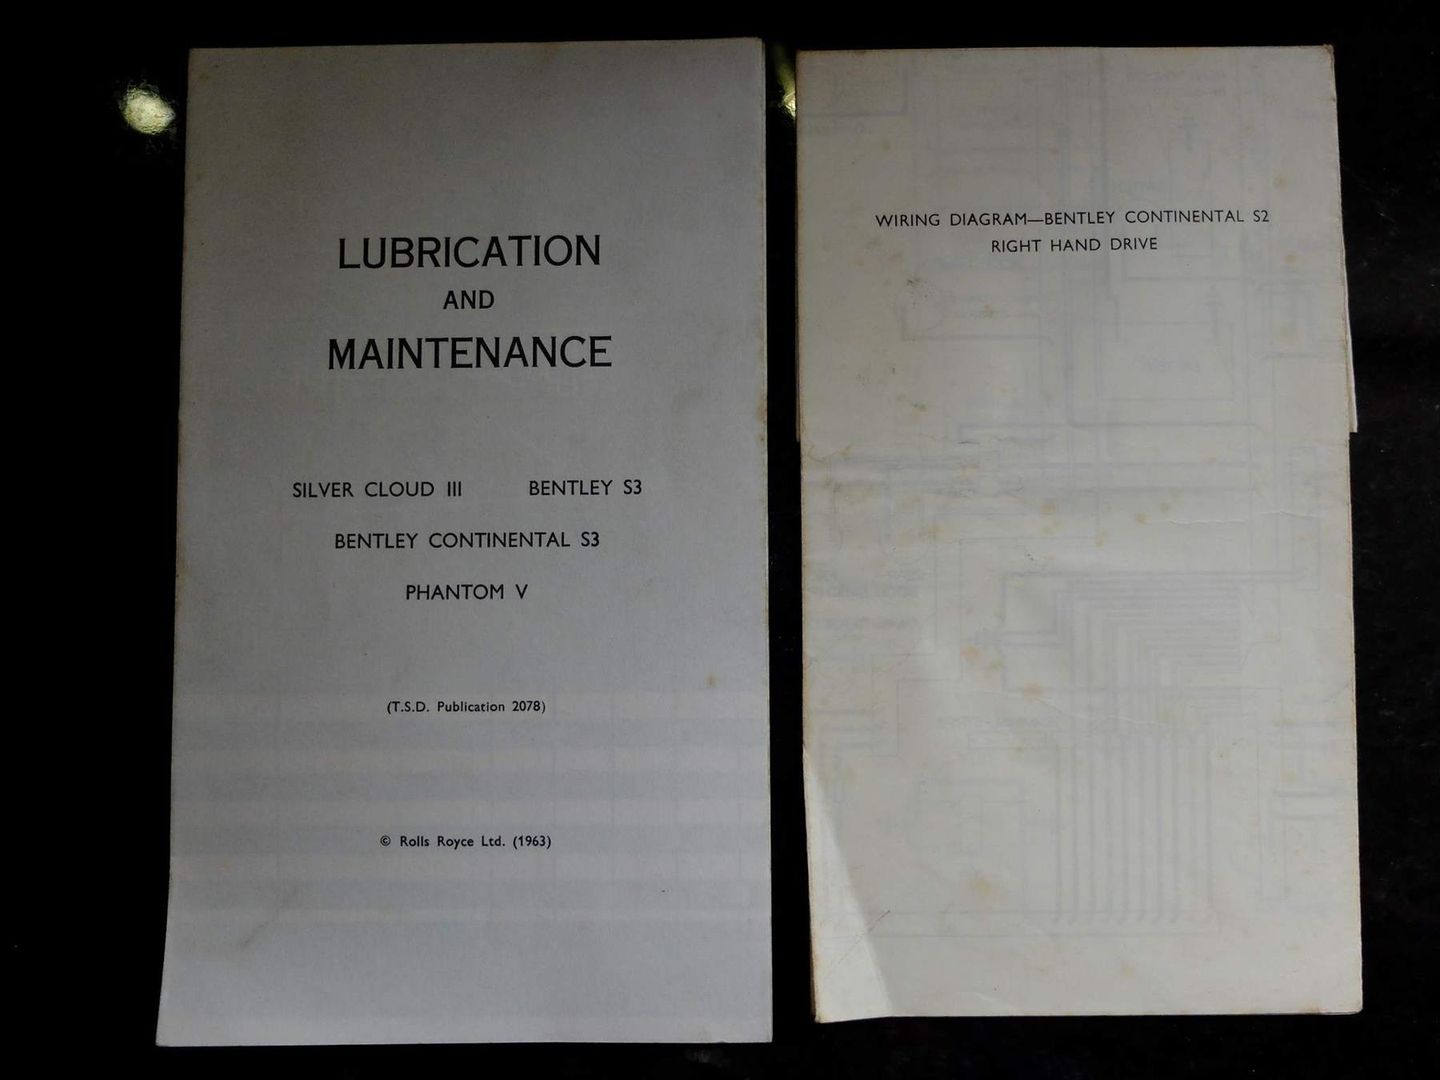 LUBRICATION
AND
MAINTENANCE
SILVER CLOUD III BENTLEY S3
BENTLEY CONTINENTAL S3
PHANTOM V
(T.S.D. Publication 2078)
© Rolls Royce Ltd. (1963)
WIRING DIAGRAM—BENTLEY CONTINENTAL S2
RIGHT HAND DRIVE